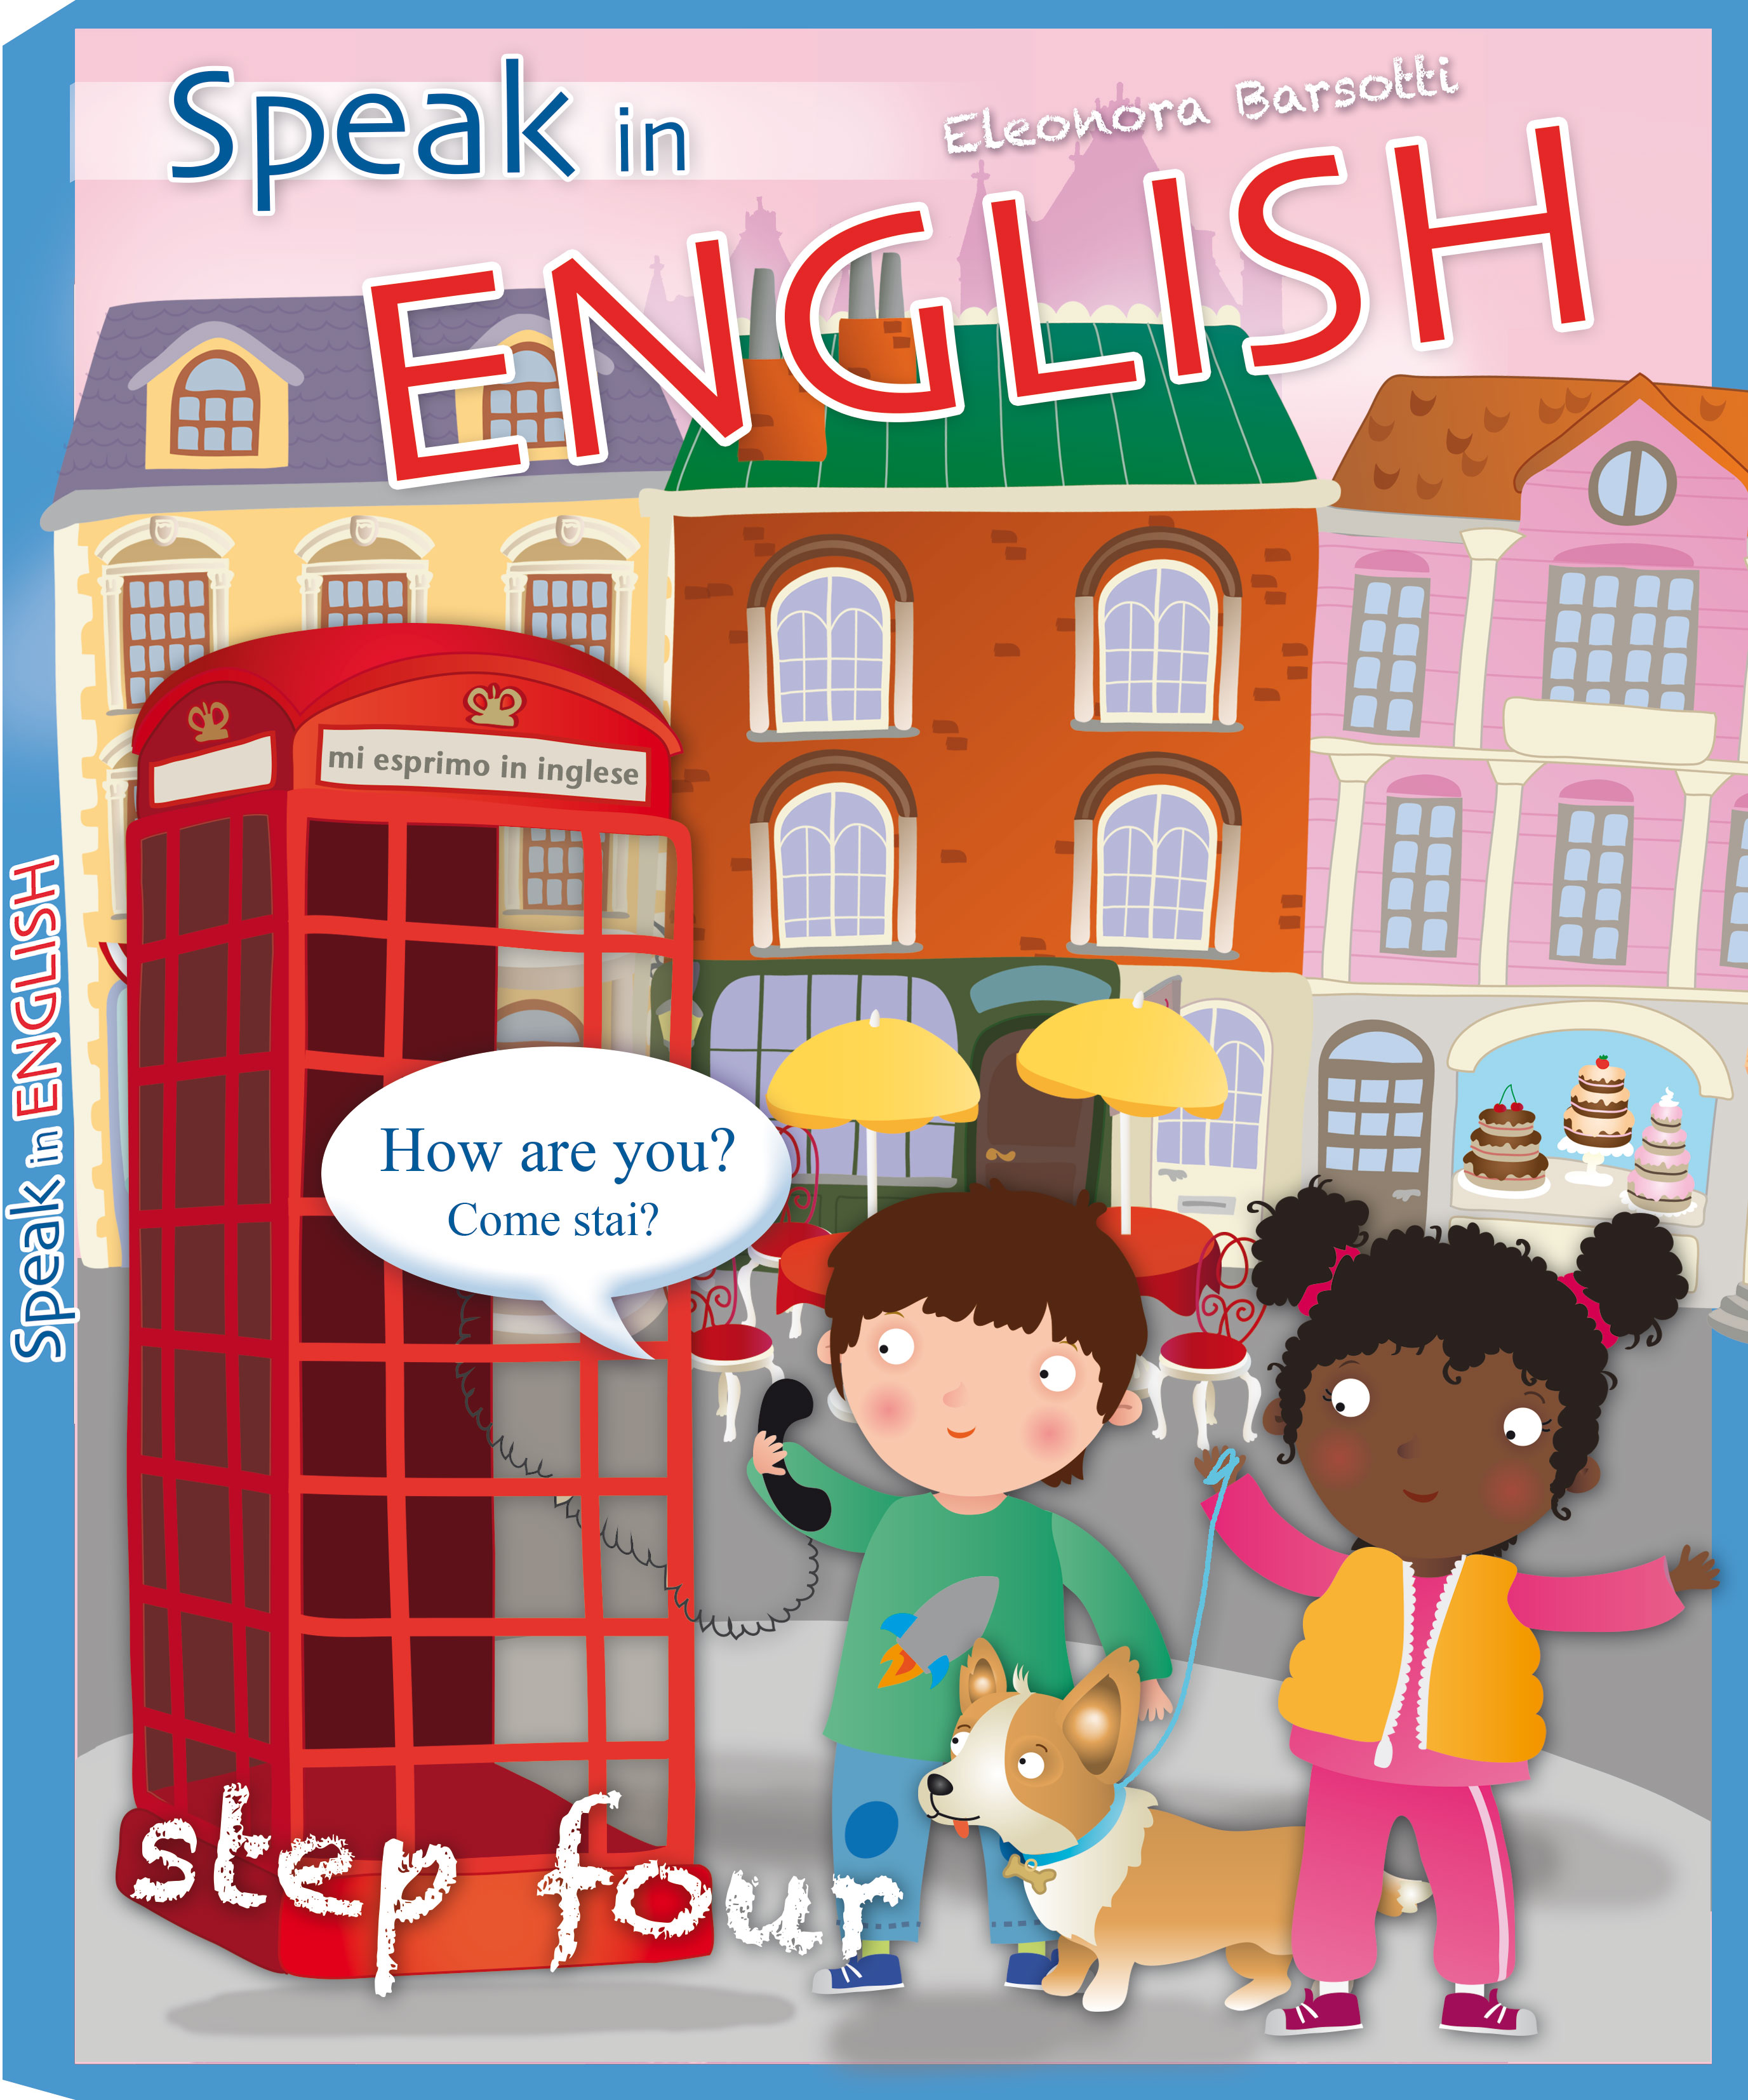 Speak in
Eleonora Barsotti
ENGLISH
mi esprimo in inglese
Speak in ENGLISH
How are you?
Come stai?
step four